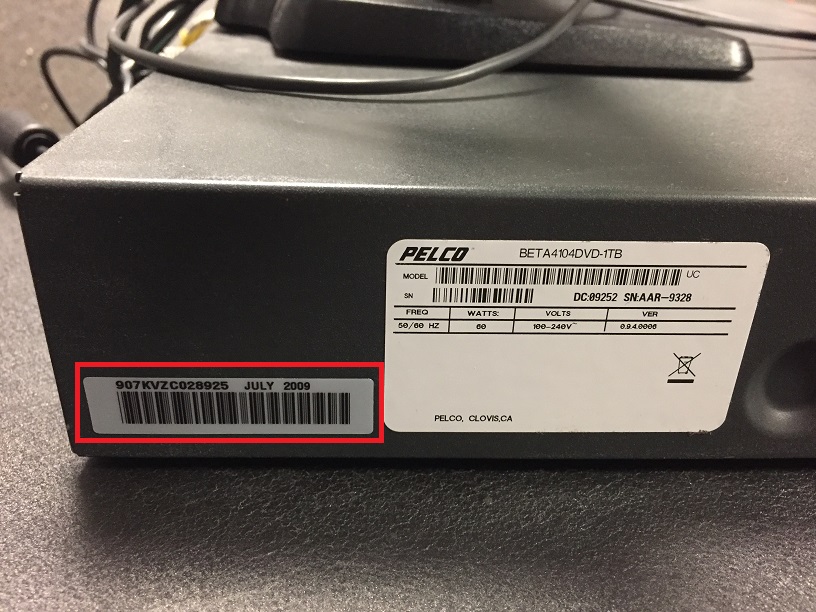 PELCO™ BETA4104DVD-1TB
MODEL UC
SN DC:09252 SN:AAR-9328
FREQ WATTS: VOLTS VER
50/60 HZ 60 100-240V~ 0.9.4.0006
907KVZC028925 JULY 2009
PELCO, CLOVIS,CA